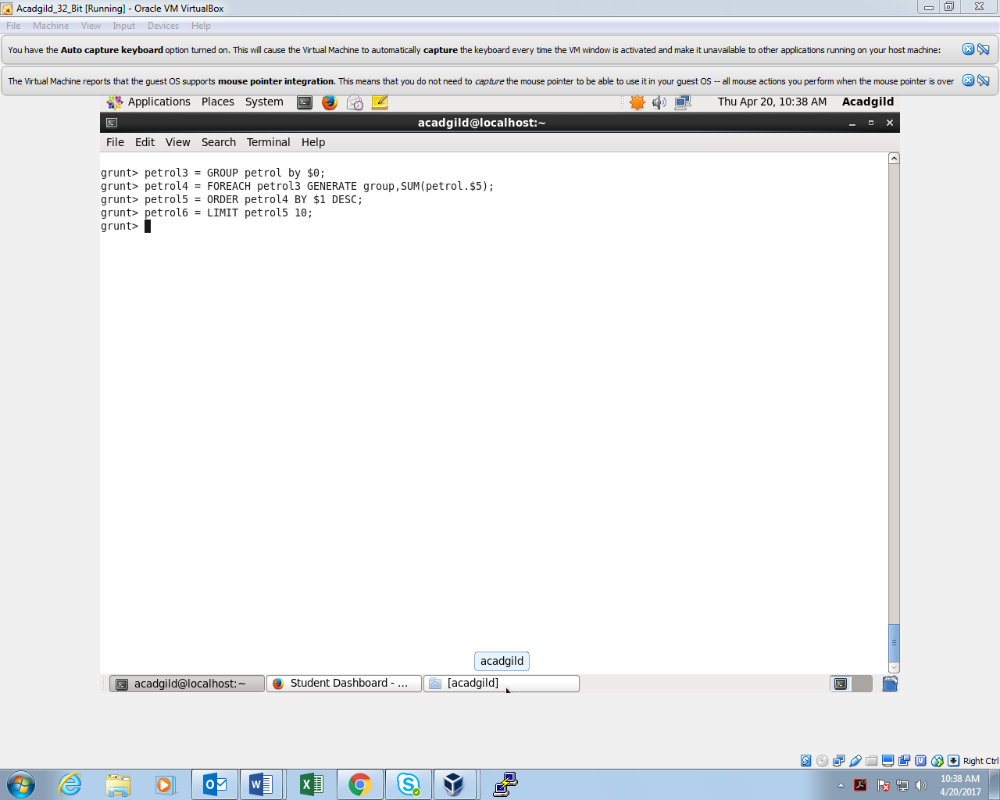 Acadgild_32_Bit [Running] - Oracle VM VirtualBox
File Machine View Input Devices Help
You have the Auto capture keyboard option turned on. This will cause the Virtual Machine to automatically capture the keyboard every time the VM window is activated and make it unavailable to other applications running on your host machine:
The Virtual Machine reports that the guest OS supports mouse pointer integration. This means that you do not need to capture the mouse pointer to be able to use it in your guest OS -- all mouse actions you perform when the mouse pointer is over
Applications Places System Thu Apr 20, 10:38 AM Acadgild
acadgild@localhost:~
File Edit View Search Terminal Help
grunt> petrol3 = GROUP petrol by $0;
grunt> petrol4 = FOREACH petrol3 GENERATE group,SUM(petrol.$5);
grunt> petrol5 = ORDER petrol4 BY $1 DESC;
grunt> petrol6 = LIMIT petrol5 10;
grunt>
acadgild
acadgild@localhost:~ Student Dashboard - ... [acadgild]
Right Ctrl
10:38 AM
4/20/2017